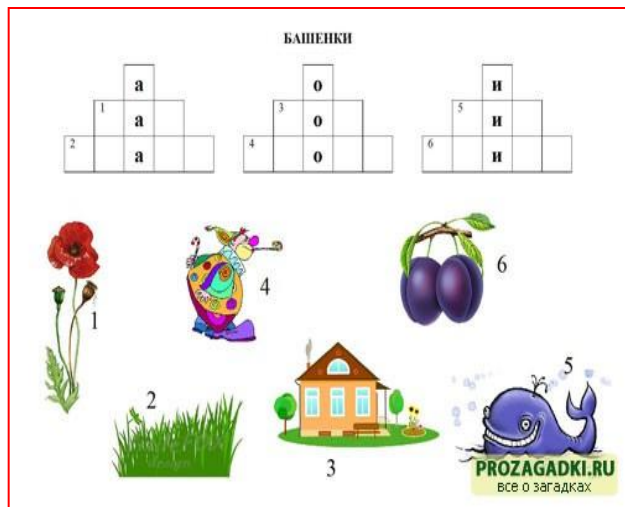 БАШЕНКИ
а о и
1 а 3 о 5 и
2 а 4 о 6 и
1
4
6
2
3
5
PROZAGADKI.RU
все о загадках